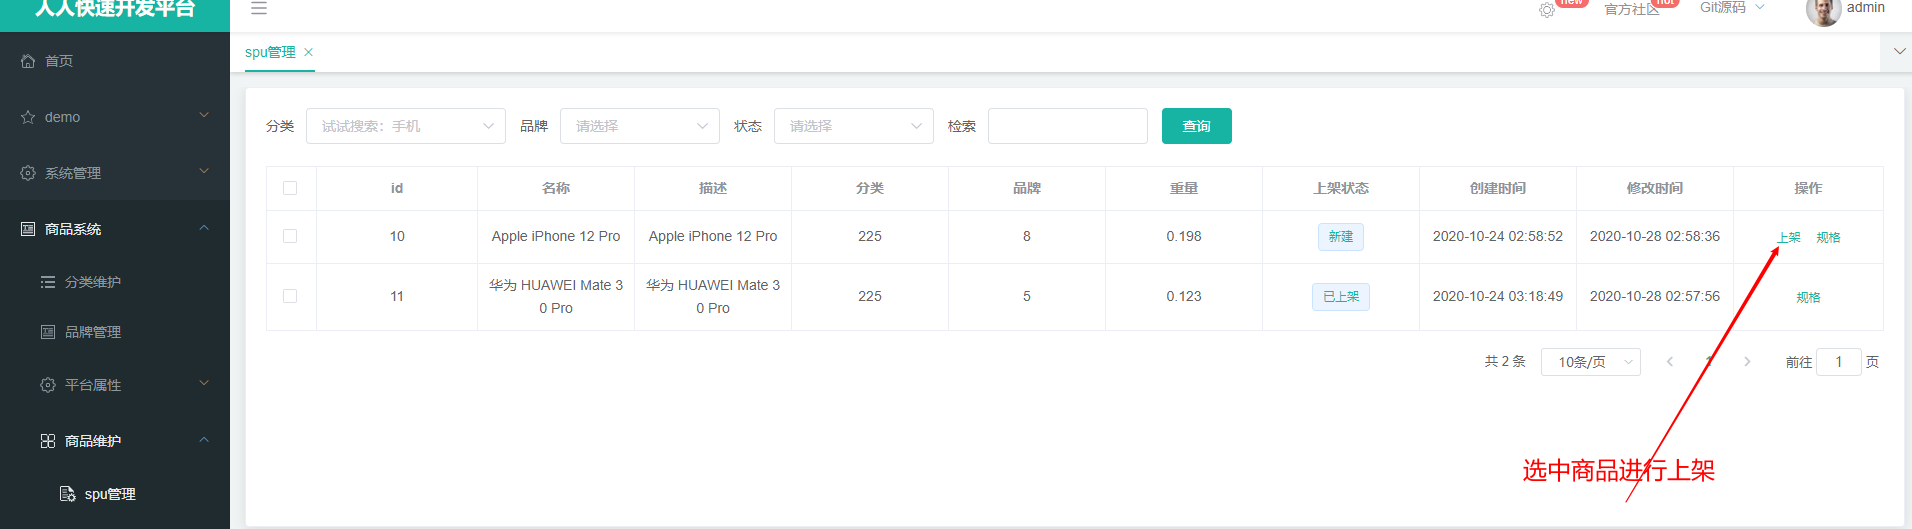 人人快速开发平台
new
官方社区
hot
Git源码
admin
首页
demo
系统管理
商品系统
分类维护
品牌管理
平台属性
商品维护
spu管理
spu管理
分类 试试搜索：手机 品牌 请选择 状态 请选择 检索 查询
id 名称 描述 分类 品牌 重量 上架状态 创建时间 修改时间 操作
10 Apple iPhone 12 Pro Apple iPhone 12 Pro 225 8 0.198 新建 2020-10-24 02:58:52 2020-10-28 02:58:36 上架 规格
11 华为 HUAWEI Mate 3 华为 HUAWEI Mate 3 225 5 0.123 已上架 2020-10-24 03:18:49 2020-10-28 02:57:56 规格
0 Pro 0 Pro
共 2 条 10条/页 1 前往 1 页
选中商品进行上架